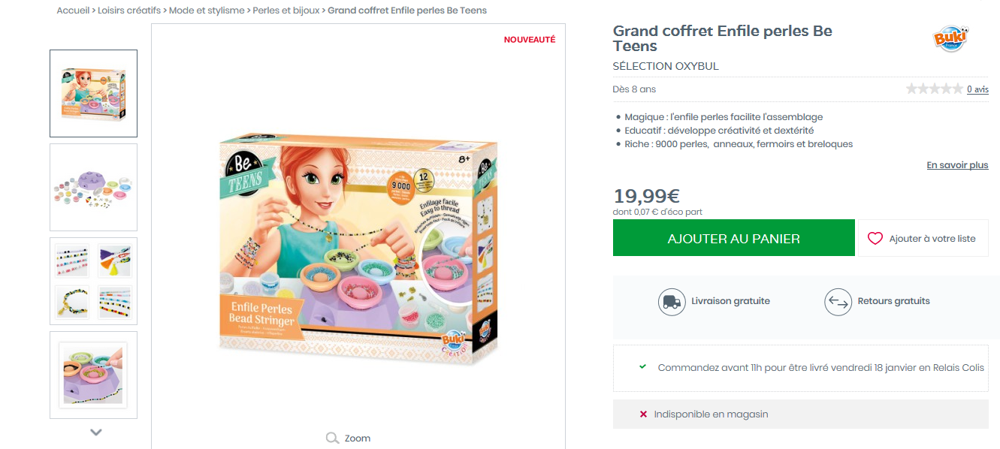 Accueil > Loisirs créatifs > Mode et stylisme > Perles et bijoux > Grand coffret Enfile perles Be Teens
NOUVEAUTÉ
Be
TEENS
8+
9 000
12
Enfilage facile
Easy to thread
Enfile Perles
Bead Stringer
Buki
Zoom
Grand coffret Enfile perles Be
Teens
Buki
France
SÉLECTION OXYBUL
Dès 8 ans
0 avis
• Magique : l'enfile perles facilite l'assemblage
• Educatif : développe créativité et dextérité
• Riche : 9000 perles, anneaux, fermoirs et breloques
En savoir plus
19,99€
dont 0,07 € d'éco part
AJOUTER AU PANIER
Ajouter à votre liste
Livraison gratuite
Retours gratuits
Commandez avant 11h pour être livré vendredi 18 janvier en Relais Colis
Indisponible en magasin